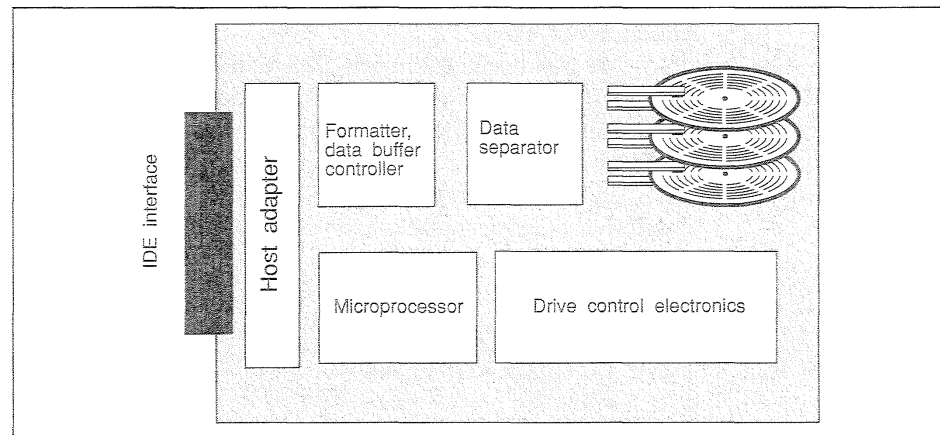 IDE interface
Host adapter
Formatter,
data buffer
controller
Data
separator
Microprocessor
Drive control electronics